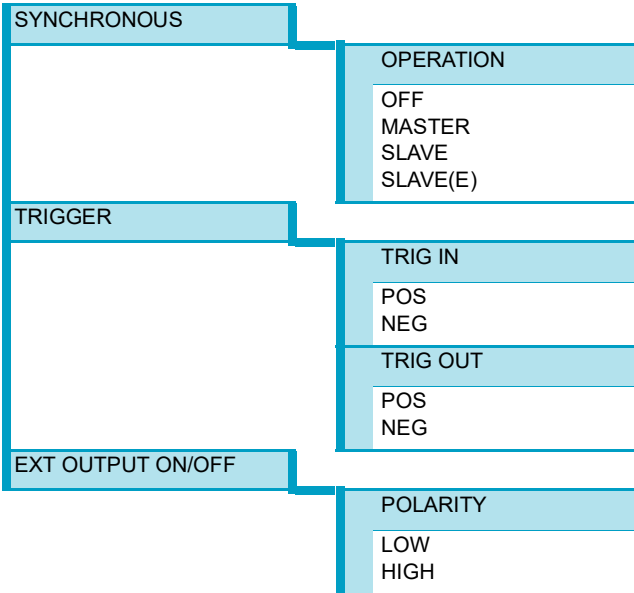 SYNCHRONOUS
OPERATION
OFF
MASTER
SLAVE
SLAVE(E)
TRIGGER
TRIG IN
POS
NEG
TRIG OUT
POS
NEG
EXT OUTPUT ON/OFF
POLARITY
LOW
HIGH